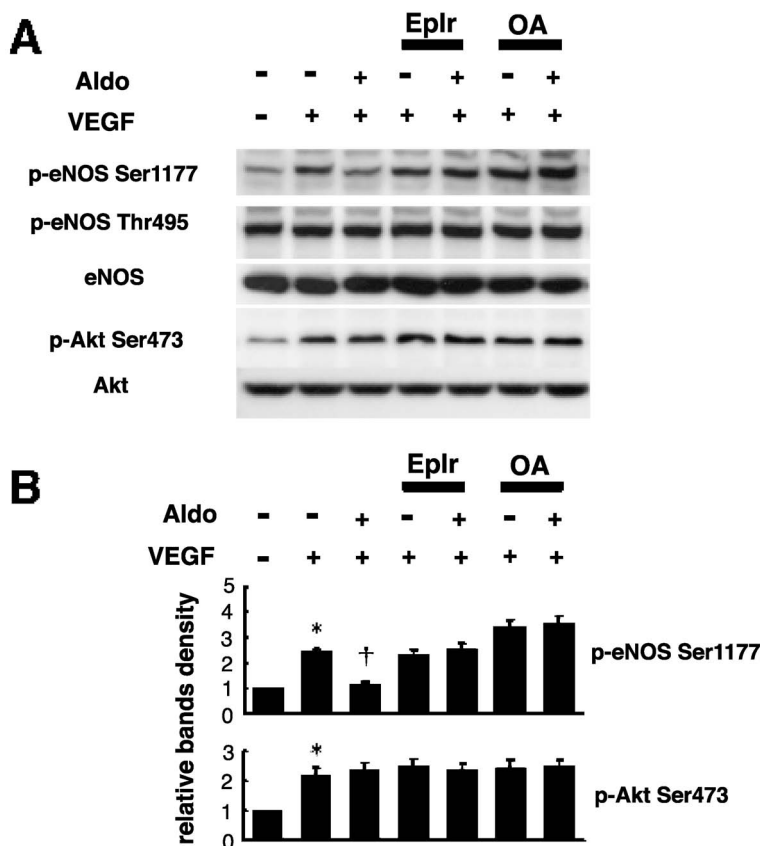 A
Eplr OA
Aldo - - + - + - +
VEGF - + + + + + +
p-eNOS Ser1177
p-eNOS Thr495
eNOS
p-Akt Ser473
Akt
B
Eplr OA
Aldo - - + - + - +
VEGF - + + + + + +
relative bands density
5
4
3
2
1
0
* †
p-eNOS Ser1177
3
2
1
0
*
p-Akt Ser473